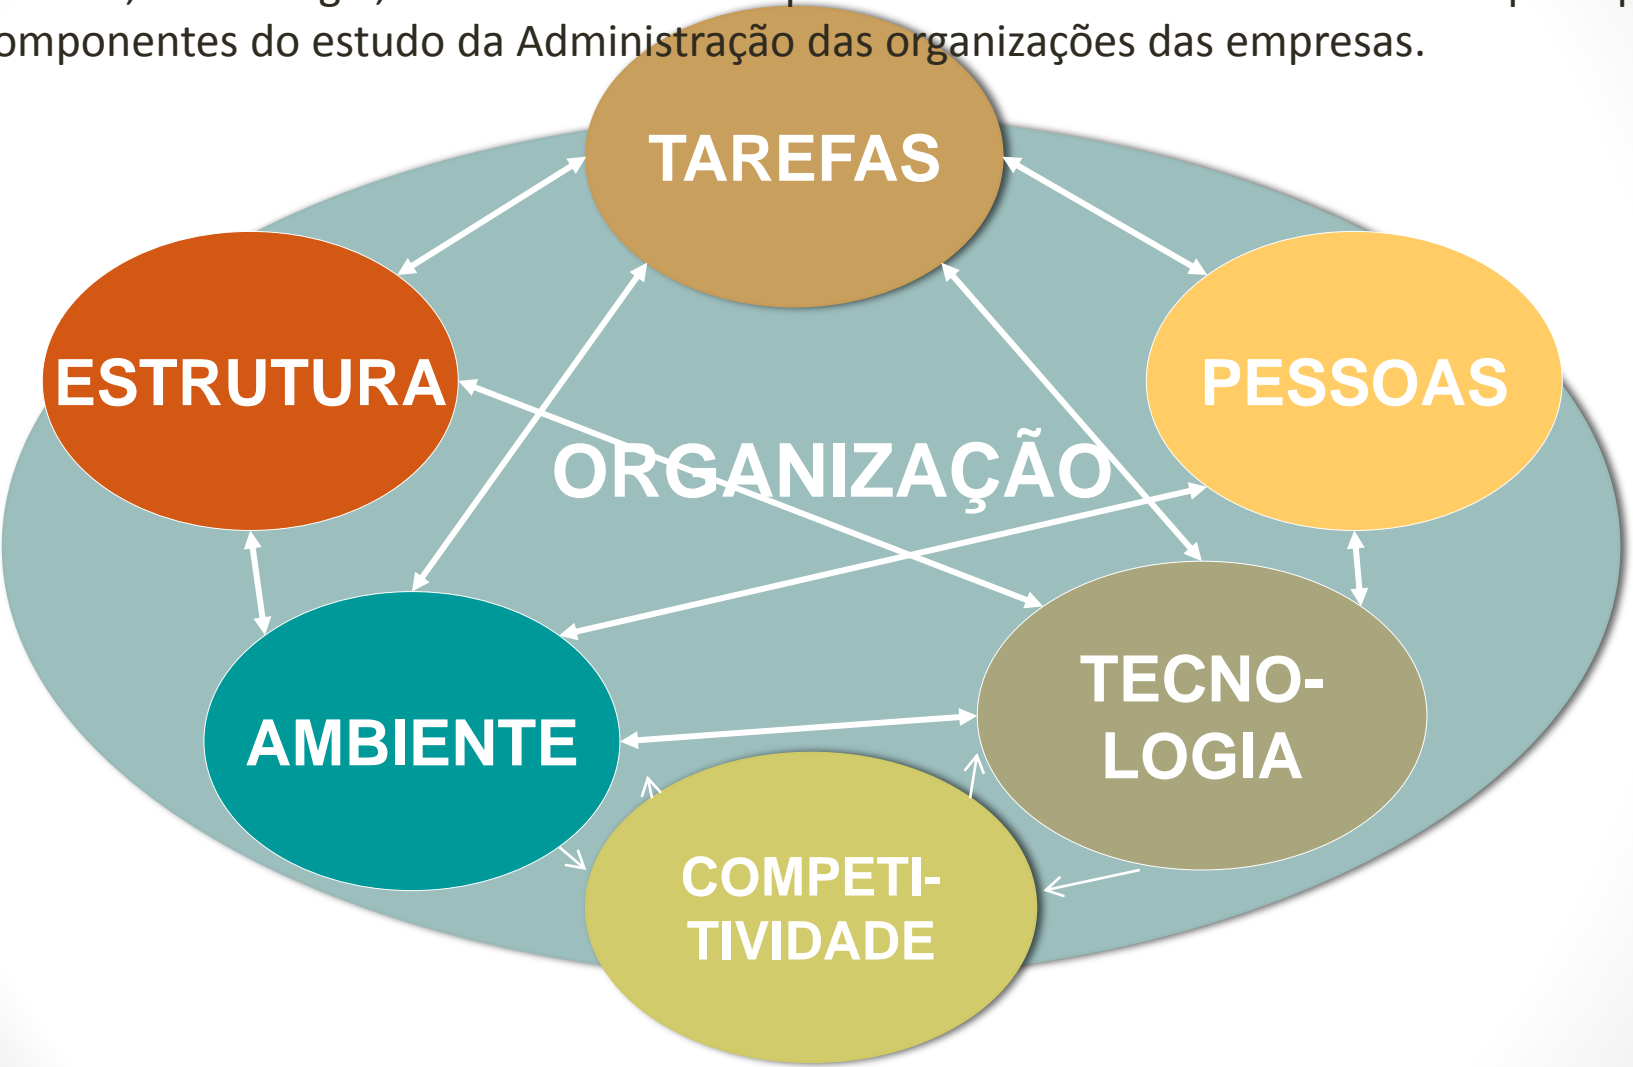 omponentes do estudo da Administração das organizações das empresas.
TAREFAS
ESTRUTURA
PESSOAS
ORGANIZAÇÃO
AMBIENTE
TECNO-
LOGIA
COMPETI-
TIVIDADE